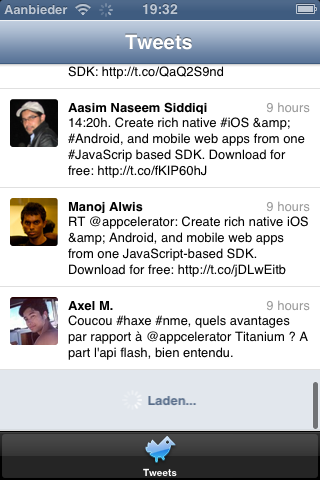 Aanbieder 19:32
Tweets
SDK: http://t.co/QaQ2S9nd
Aasim Naseem Siddiqi 9 hours
14:20h. Create rich native #iOS &amp;
#Android, and mobile web apps from one
#JavaScrip based SDK. Download for
free: http://t.co/fKIP60hJ
Manoj Alwis 9 hours
RT @appcelerator: Create rich native iOS
&amp; Android, and mobile web apps
from one JavaScript-based SDK.
Download for free: http://t.co/jDLwEitb
Axel M. 9 hours
Coucou #haxe #nme, quels avantages
par rapport à @appcelerator Titanium ? A
part l'api flash, bien entendu.
Laden...
Tweets